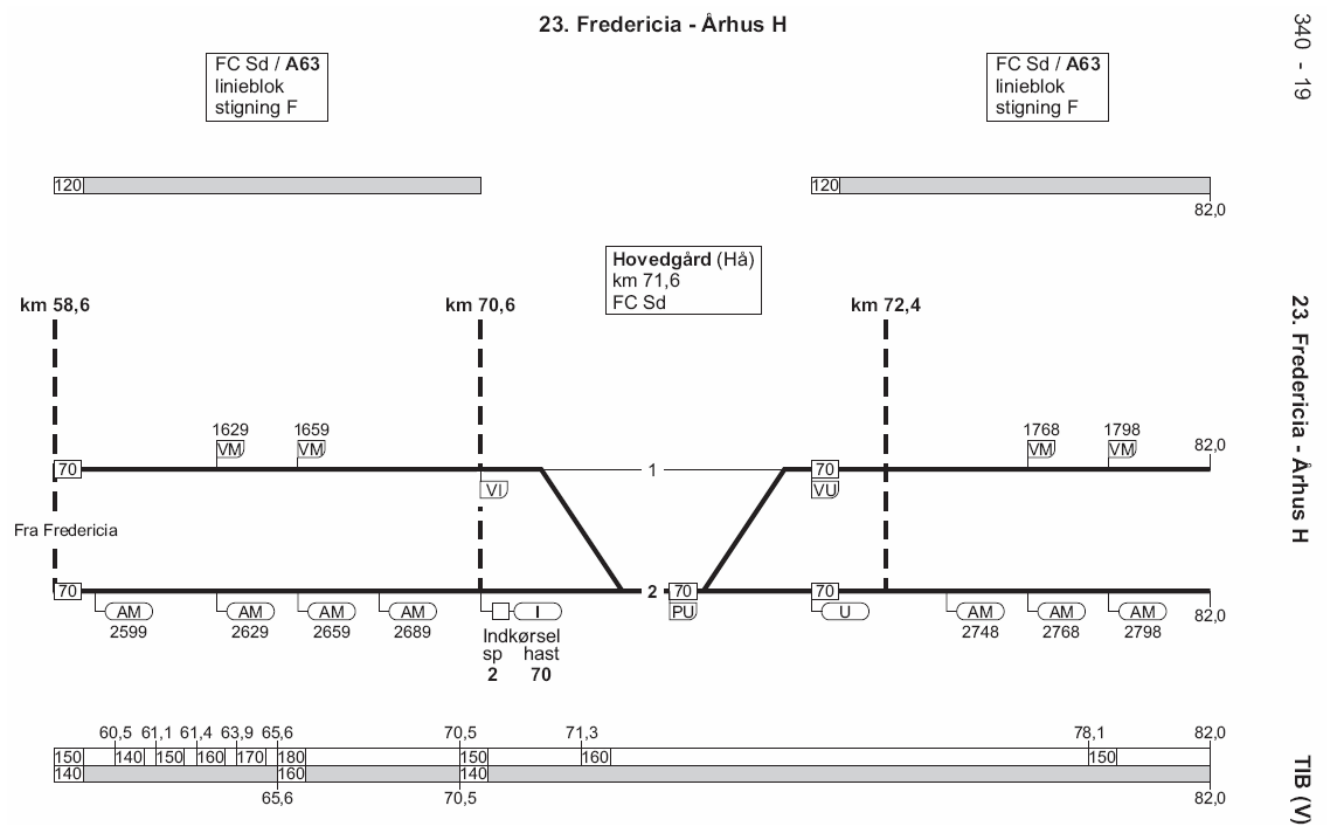 23. Fredericia - Århus H
340 - 19
FC Sd / A63
linieblok
stigning F
FC Sd / A63
linieblok
stigning F
120
120
82,0
Hovedgård (Hå)
km 71,6
FC Sd
km 58,6
km 70,6
km 72,4
23. Fredericia - Århus H
1629
1659
1768
1798
VM
VM
VM
VM
82,0
70
1
70
VI
VU
Fra Fredericia
70
2
70
70
AM
AM
AM
AM
I
PU
U
AM
AM
AM
2599
2629
2659
2689
2748
2768
2798
82,0
Indkørsel
sp hast
2 70
60,5 61,1 61,4 63,9 65,6 70,5 71,3 78,1 82,0
150 140 150 160 170 180 150 160 150
140 160 140
65,6 70,5 82,0
TIB (V)